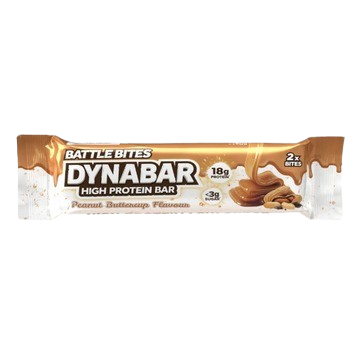 BATTLE BITES
DYNABAR
HIGH PROTEIN BAR
Peanut Buttercup Flavour
18g
PROTEIN
<3g
SUGAR
2x
BITES